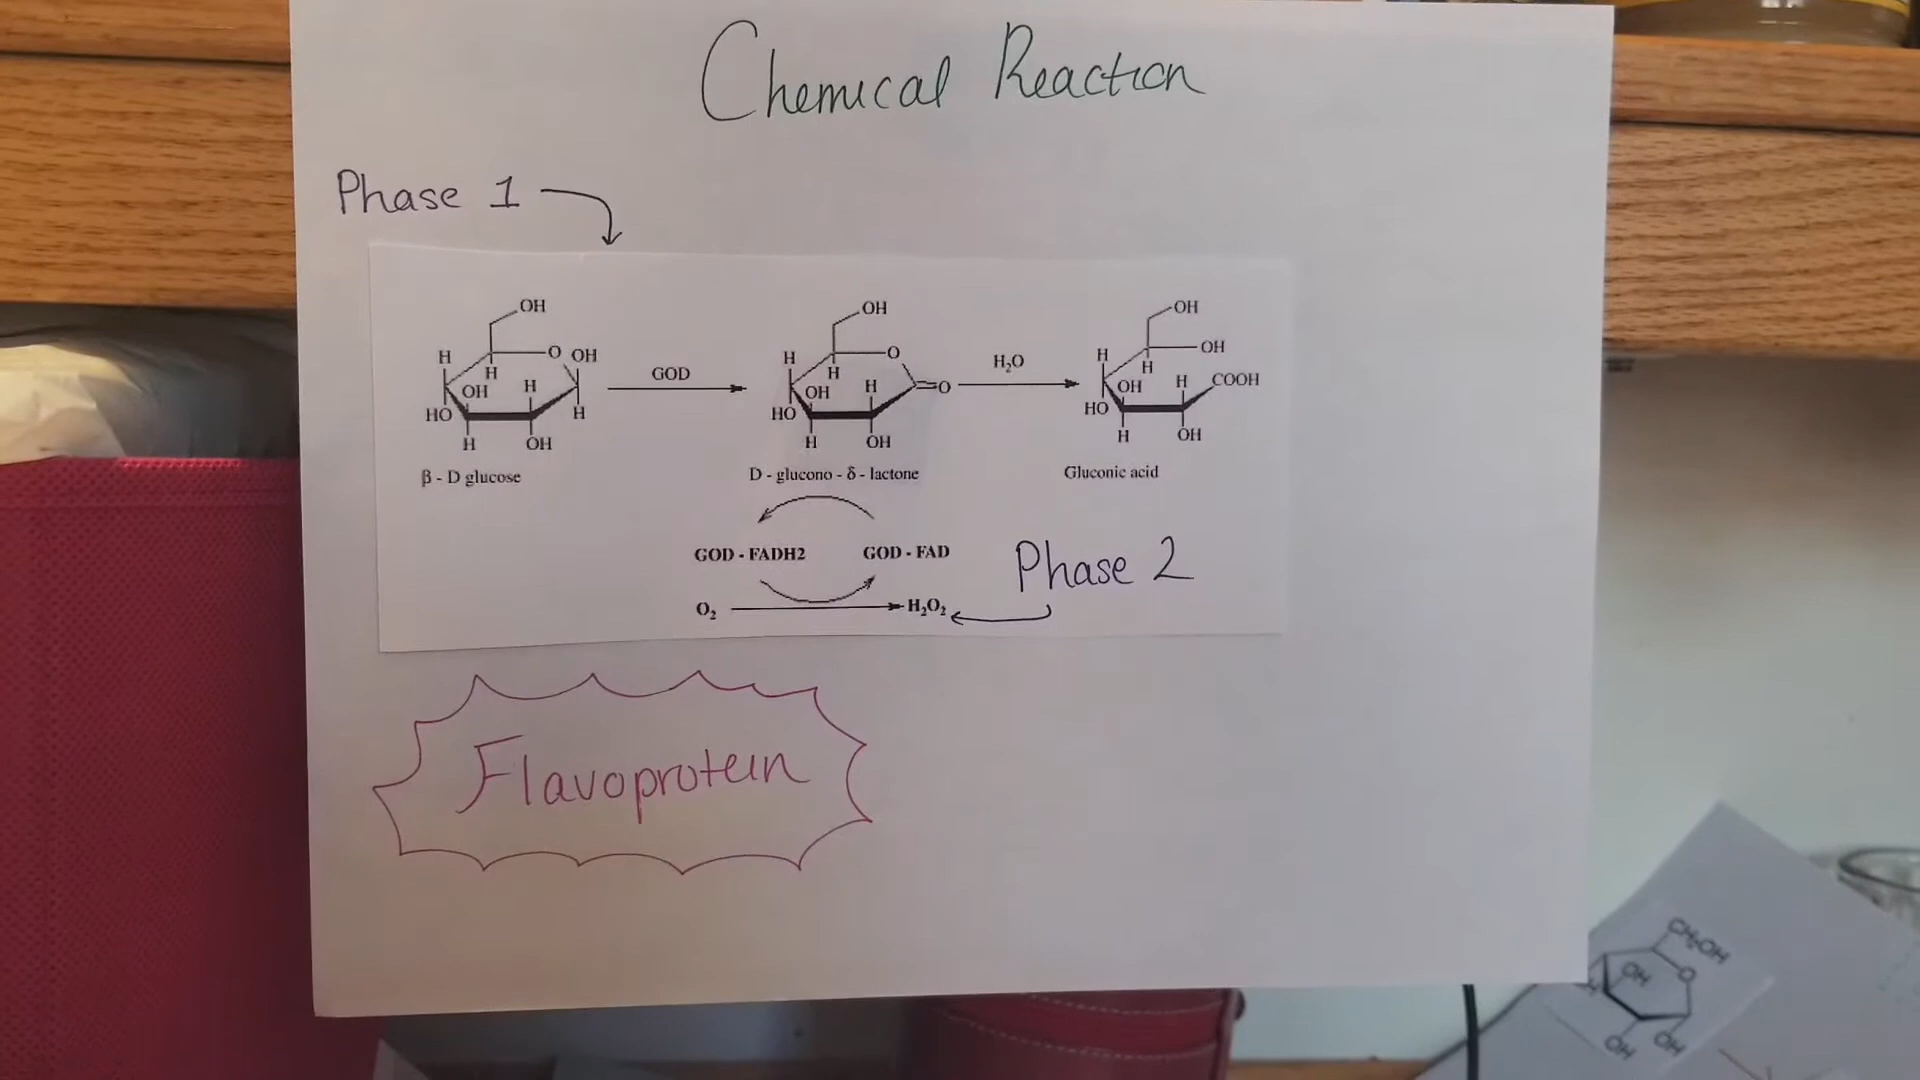 Chemical Reaction
Phase 1
OH
OH
OH
H
O OH
H
O
H2O
H
OH
H
GOD
H
H
OH
H
OH
H
O
OH
H
COOH
HO
H
HO
HO
H
OH
H
OH
H
OH
β - D glucose
D - glucono - δ - lactone
Gluconic acid
GOD - FADH2
GOD - FAD
Phase 2
O2
H2O2
Flavoprotein
CH2OH
O
OH
H
OH
OH